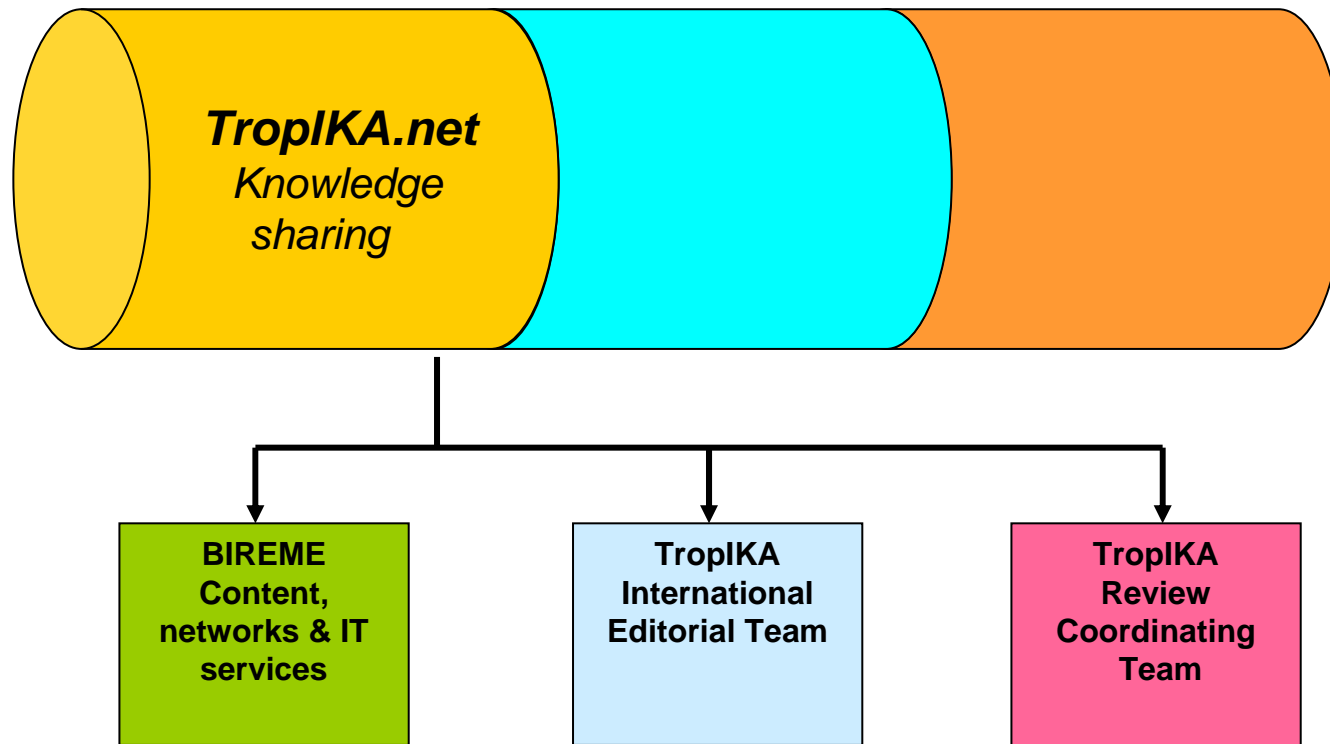 TropIKA.net
Knowledge
sharing
BIREME
Content,
networks & IT
services
TropIKA
International
Editorial Team
TropIKA
Review
Coordinating
Team